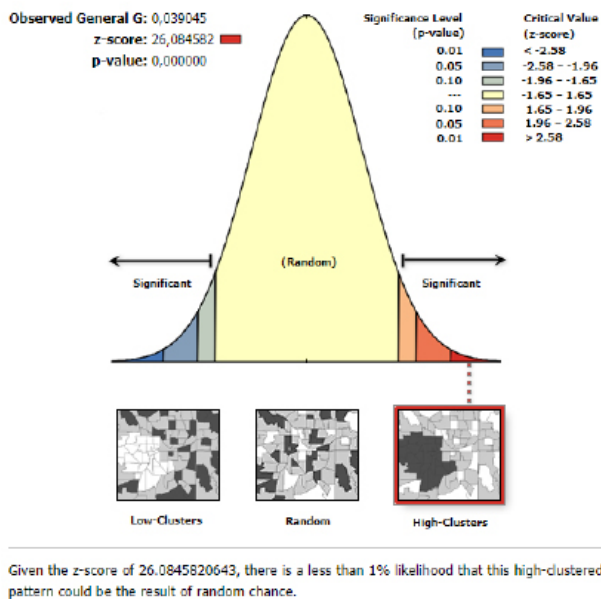 Observed General G: 0,039045
z-score: 26,084582
p-value: 0,000000
Significance Level
(p-value)
Critical Value
(z-score)
0.01 < -2.58
0.05 -2.58 – -1.96
0.10 -1.96 – -1.65
--- -1.65 – 1.65
0.10 1.65 – 1.96
0.05 1.96 – 2.58
0.01 > 2.58
(Random)
Significant
Significant
Low-Clusters
Random
High-Clusters
Given the z-score of 26.0845820643, there is a less than 1% likelihood that this high-clustered
pattern could be the result of random chance.